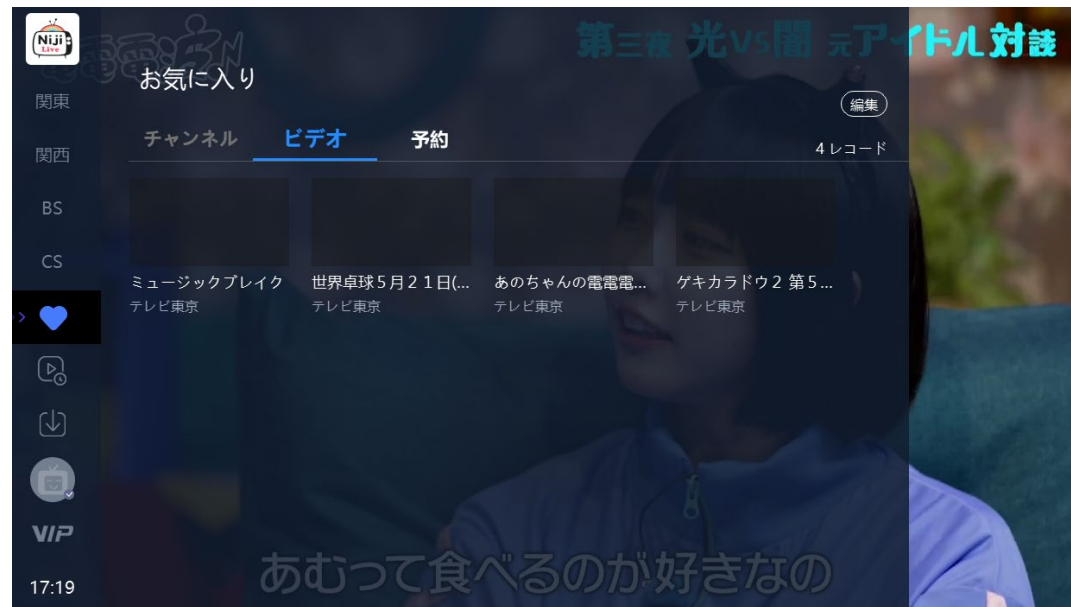 Niji
Live
電電電
第三夜 光VS闇 元アイドル対談
お気に入り
編集
関東
チャンネル
ビデオ
予約
4 レコード
関西
BS
CS
ミュージックブレイク
世界卓球5月21日(...
あのちゃんの電電電...
ゲキカラドウ2 第5...
テレビ東京
テレビ東京
テレビ東京
テレビ東京
VIP
あむって食べるのが好きなの
17:19